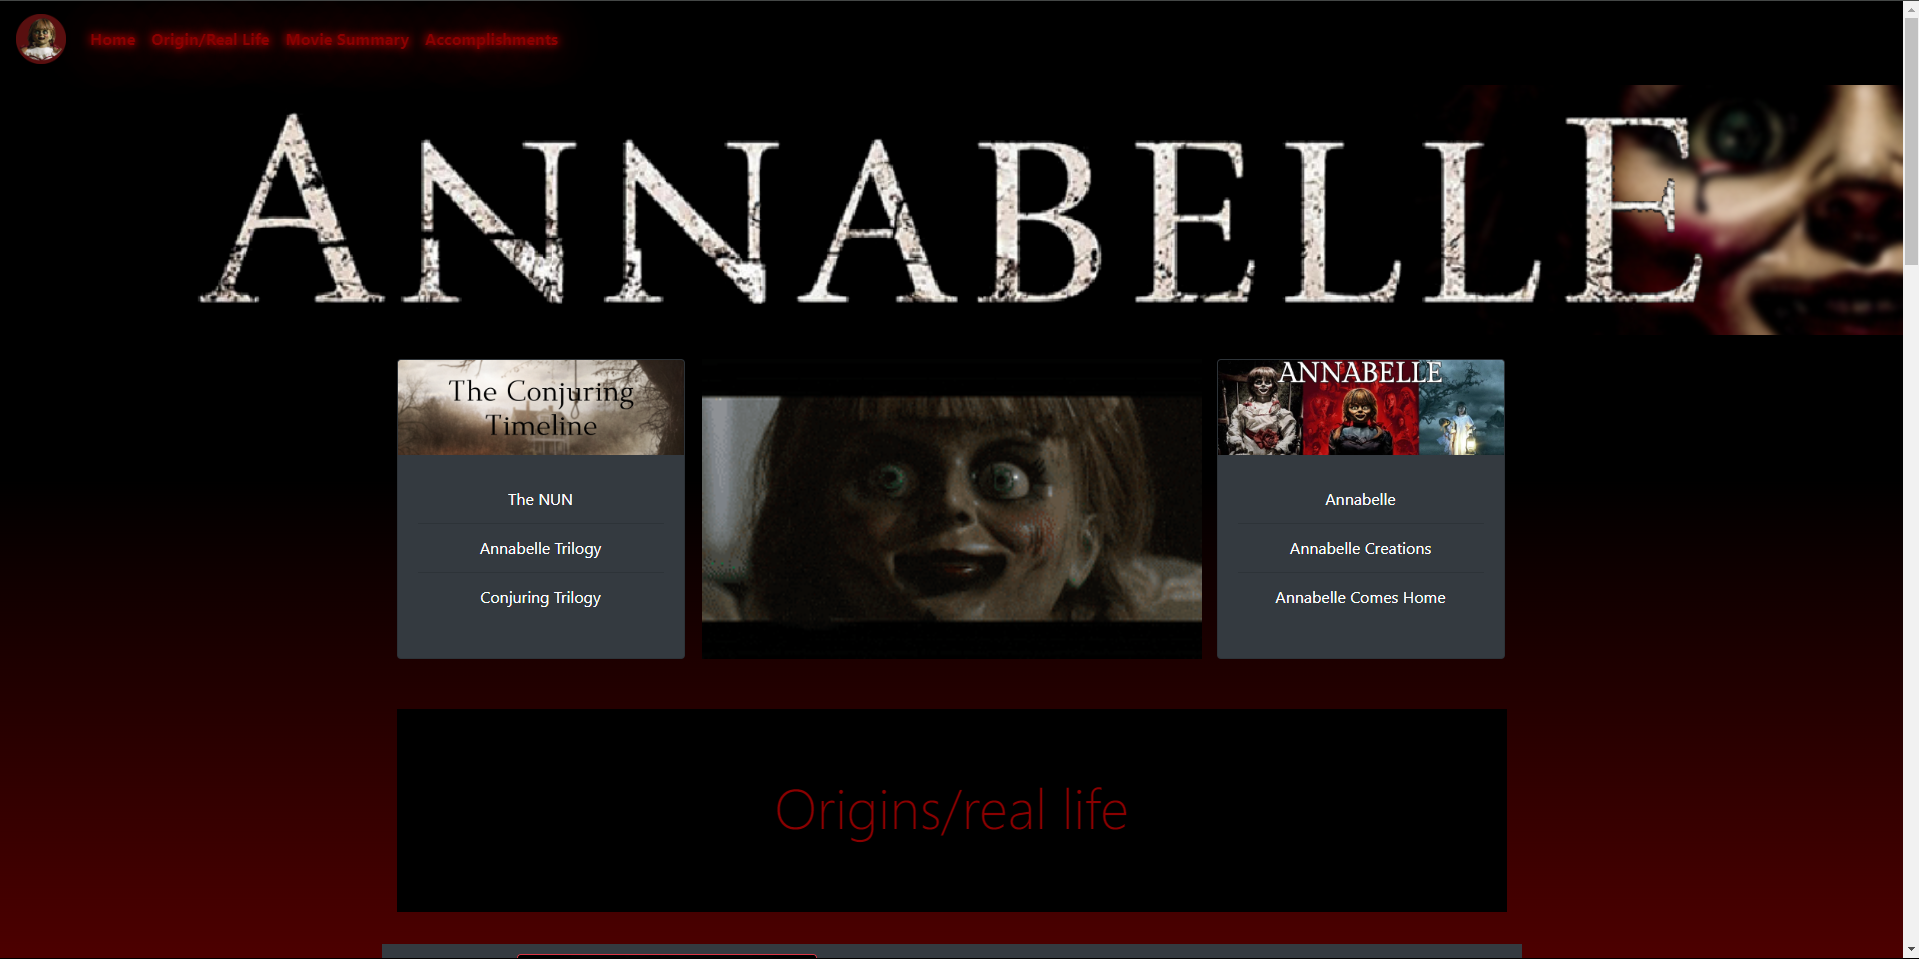 Home Origin/Real Life Movie Summary Accomplishments
ANNABELLE
The Conjuring
Timeline
The NUN
Annabelle Trilogy
Conjuring Trilogy
ANNABELLE
Annabelle
Annabelle Creations
Annabelle Comes Home
Origins/real life